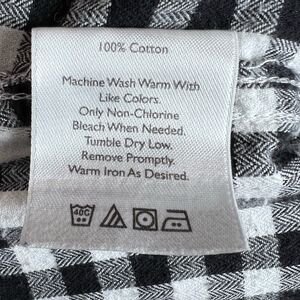 100% Cotton
Machine Wash Warm With
Like Colors.
Only Non-Chlorine
Bleach When Needed.
Tumble Dry Low.
Remove Promptly.
Warm Iron As Desired.
40C